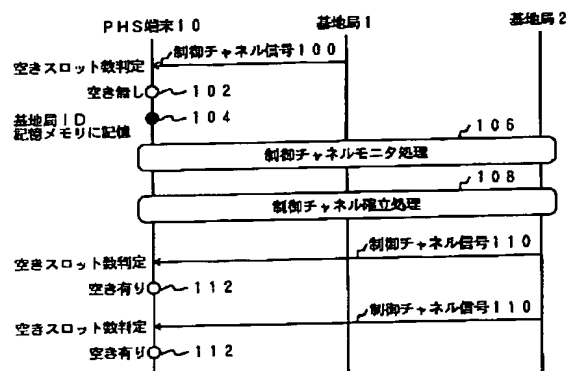 PHS端末10
基地局1
基地局2
制御チャネル信号100
空きスロット数判定
空き無し
102
基地局ID
記憶メモリに記憶
104
106
制御チャネルモニタ処理
108
制御チャネル確立処理
制御チャネル信号110
空きスロット数判定
空き有り
112
制御チャネル信号110
空きスロット数判定
空き有り
112